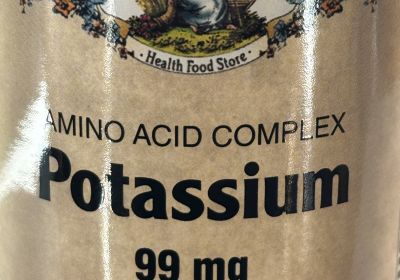 · Health Food Store ·
AMINO ACID COMPLEX
Potassium
99 mg